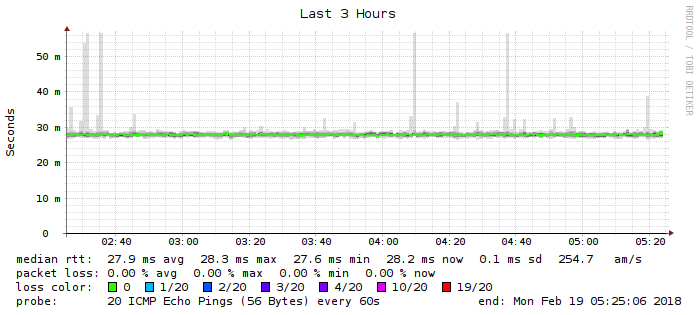 Last 3 Hours
RRDTOOL / TOBI OETIKER
Seconds
50 m
40 m
30 m
20 m
10 m
0
02:40 03:00 03:20 03:40 04:00 04:20 04:40 05:00 05:20
median rtt: 27.9 ms avg 28.3 ms max 27.6 ms min 28.2 ms now 0.1 ms sd 254.7 am/s
packet loss: 0.00 % avg 0.00 % max 0.00 % min 0.00 % now
loss color: 0 1/20 2/20 3/20 4/20 10/20 19/20
probe: 20 ICMP Echo Pings (56 Bytes) every 60s end: Mon Feb 19 05:25:06 2018